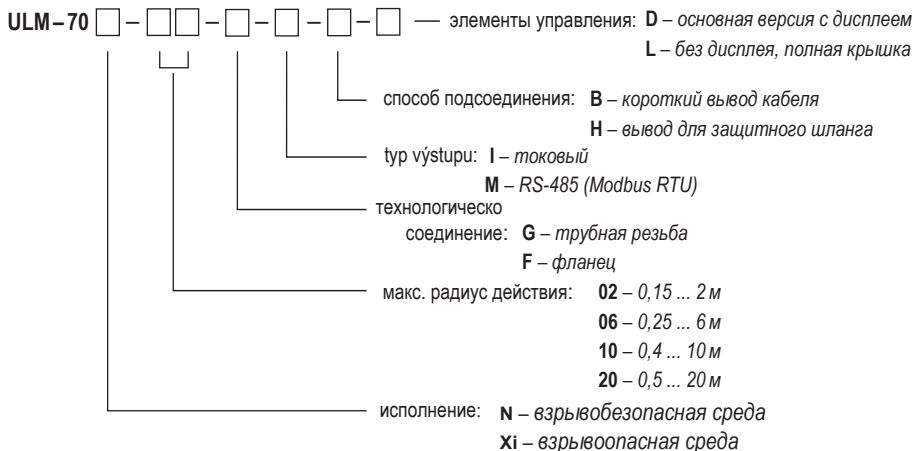 ULM – 70 □ – □□ – □ – □ – □ – □ — элементы управления: D – основная версия с дисплеем
L – без дисплея, полная крышка
способ подсоединения: B – короткий вывод кабеля
H – вывод для защитного шланга
typ výstupu: I – токовый
M – RS-485 (Modbus RTU)
технологическо
соединение: G – трубная резьба
F – фланец
макс. радиус действия: 02 – 0,15 ... 2 м
06 – 0,25 ... 6 м
10 – 0,4 ... 10 м
20 – 0,5 ... 20 м
исполнение: N – взрывобезопасная среда
Xi – взрывоопасная среда